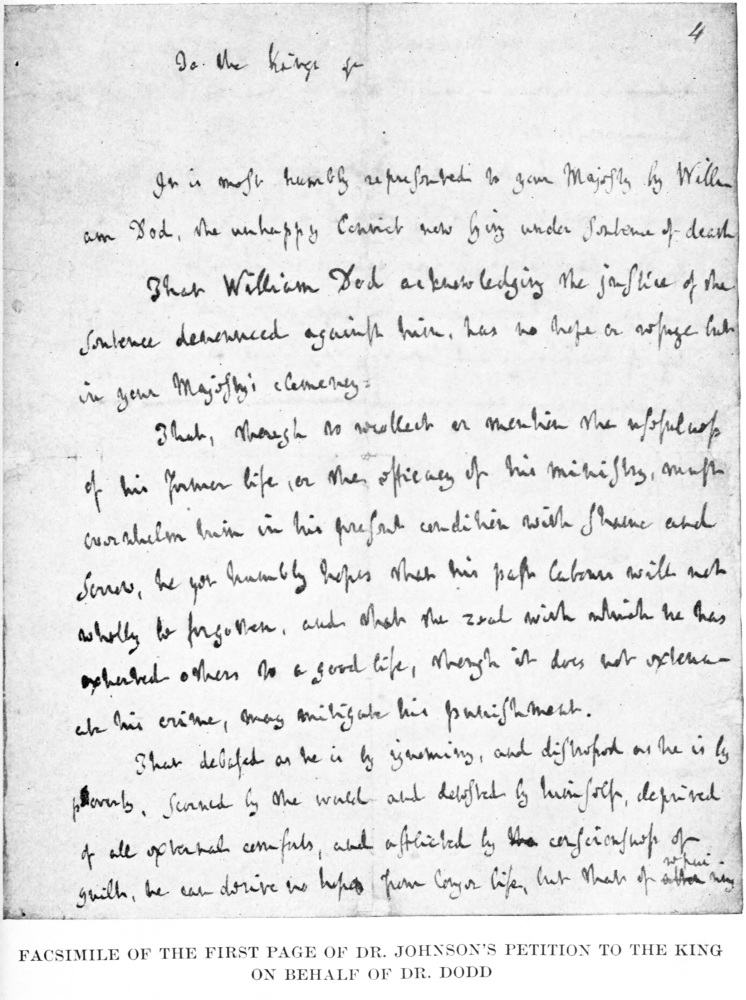 4
To the Kings
It is most humbly represented to your Majesty by Willi
am Dod, the unhappy Convict now lying under Sentence of death
That William Dod acknowledging the justice of the
Sentence denounced against him, has no hope or refuge but
in your Majesty's clemency
That, though to recollect or mention the usefulness
of his former life, or the efficacy of his ministry, must
overwhelm him in his present condition with shame and
sorrow, he yet humbly hopes that his past labours will not
wholly be forgotten, and that the zeal with which he has
exhorted others to a good life, though it does not extenu-
ate his crime, may mitigate his punishment.
That debased as he is by ignominy, and distressed as he is by
poverty, scorned by the world and detested by himself, deprived
of all external comforts, and afflicted by the consciousness of
guilt, he can derive no hopes from longer life, but that of repai-
ring
FACSIMILE OF THE FIRST PAGE OF DR. JOHNSON'S PETITION TO THE KING
ON BEHALF OF DR. DODD